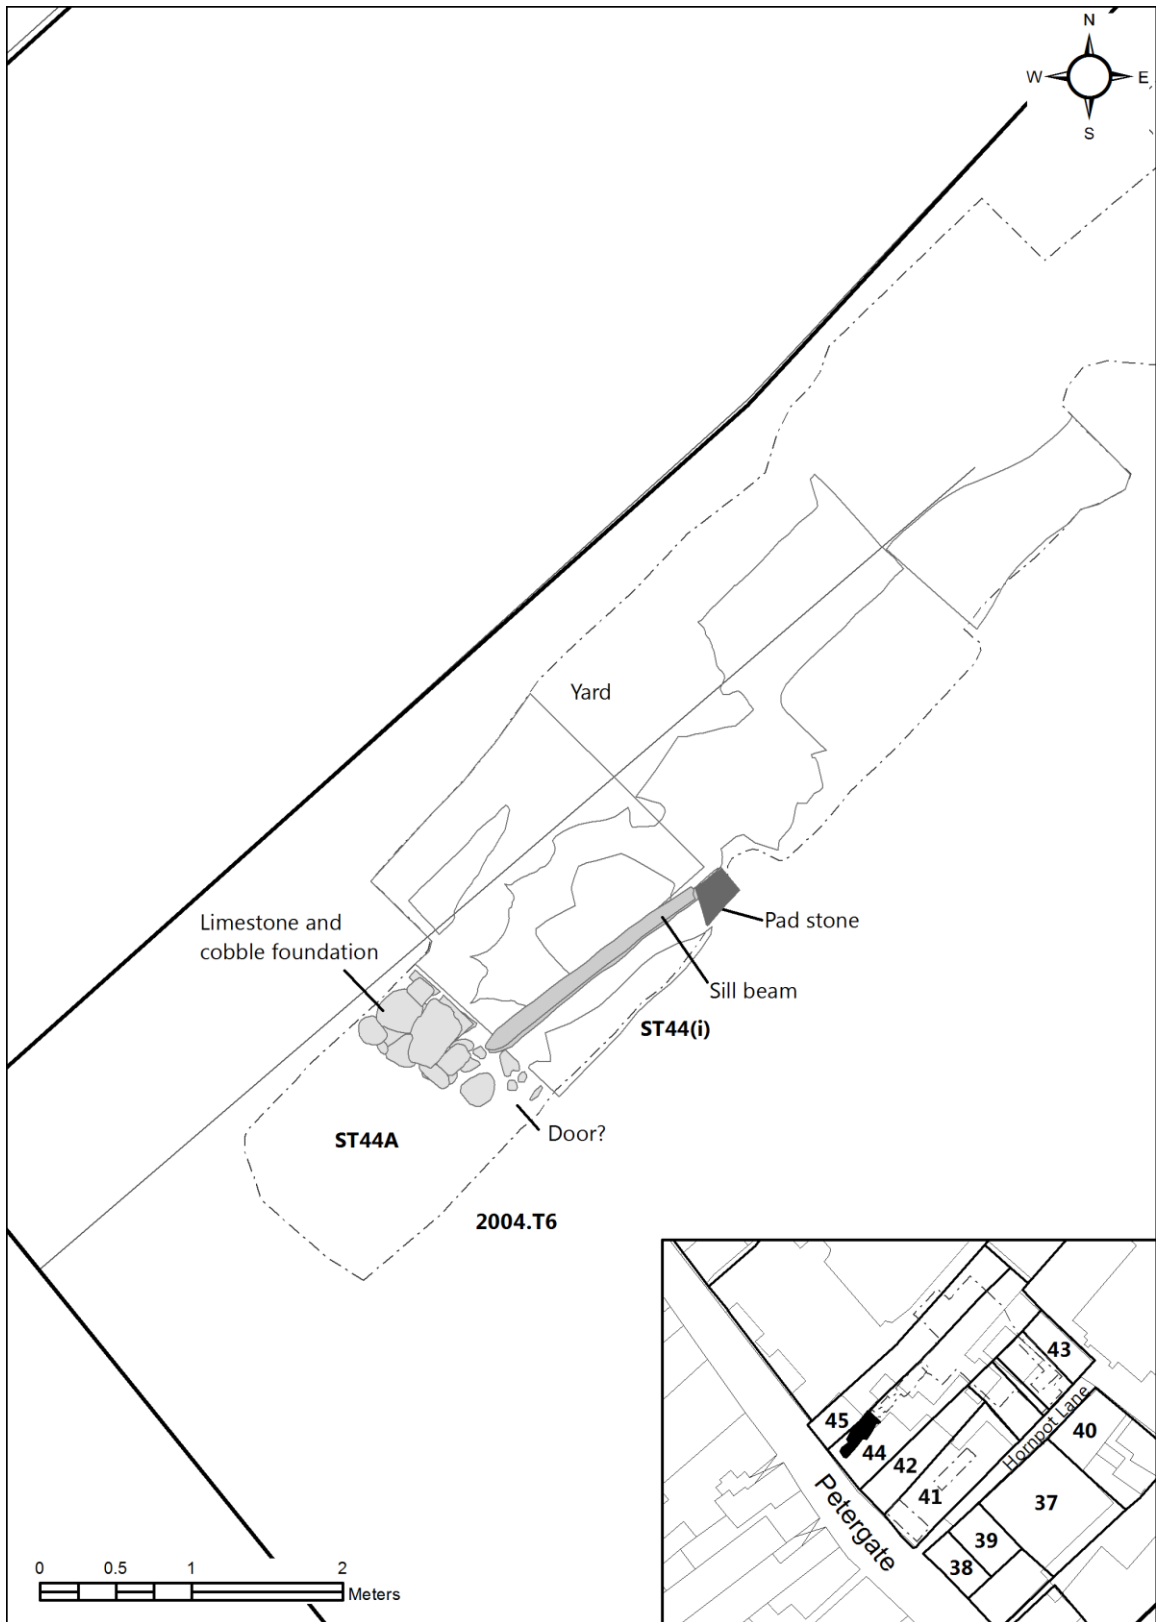 N
W E
S
Yard
Limestone and
cobble foundation
Pad stone
Sill beam
ST44(i)
Door?
ST44A
2004.T6
43
45
44
42
41
Hornpot Lane
40
37
39
38
Petergate
0 0.5 1 2
Meters